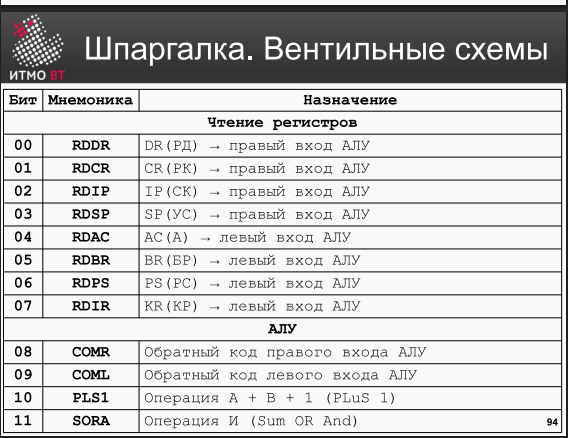 ИТМО ВТ
Шпаргалка. Вентильные схемы
Бит Мнемоника Назначение
Чтение регистров
00 RDDR DR(РД) → правый вход АЛУ
01 RDCR CR(РК) → правый вход АЛУ
02 RDIP IP(СК) → правый вход АЛУ
03 RDSP SP(УС) → правый вход АЛУ
04 RDAC AC(А) → левый вход АЛУ
05 RDBR BR(БР) → левый вход АЛУ
06 RDPS PS(РС) → левый вход АЛУ
07 RDIR KR(КР) → левый вход АЛУ
АЛУ
08 COMR Обратный код правого входа АЛУ
09 COML Обратный код левого входа АЛУ
10 PLS1 Операция A + B + 1 (PLuS 1)
11 SORA Операция И (Sum OR And)
94